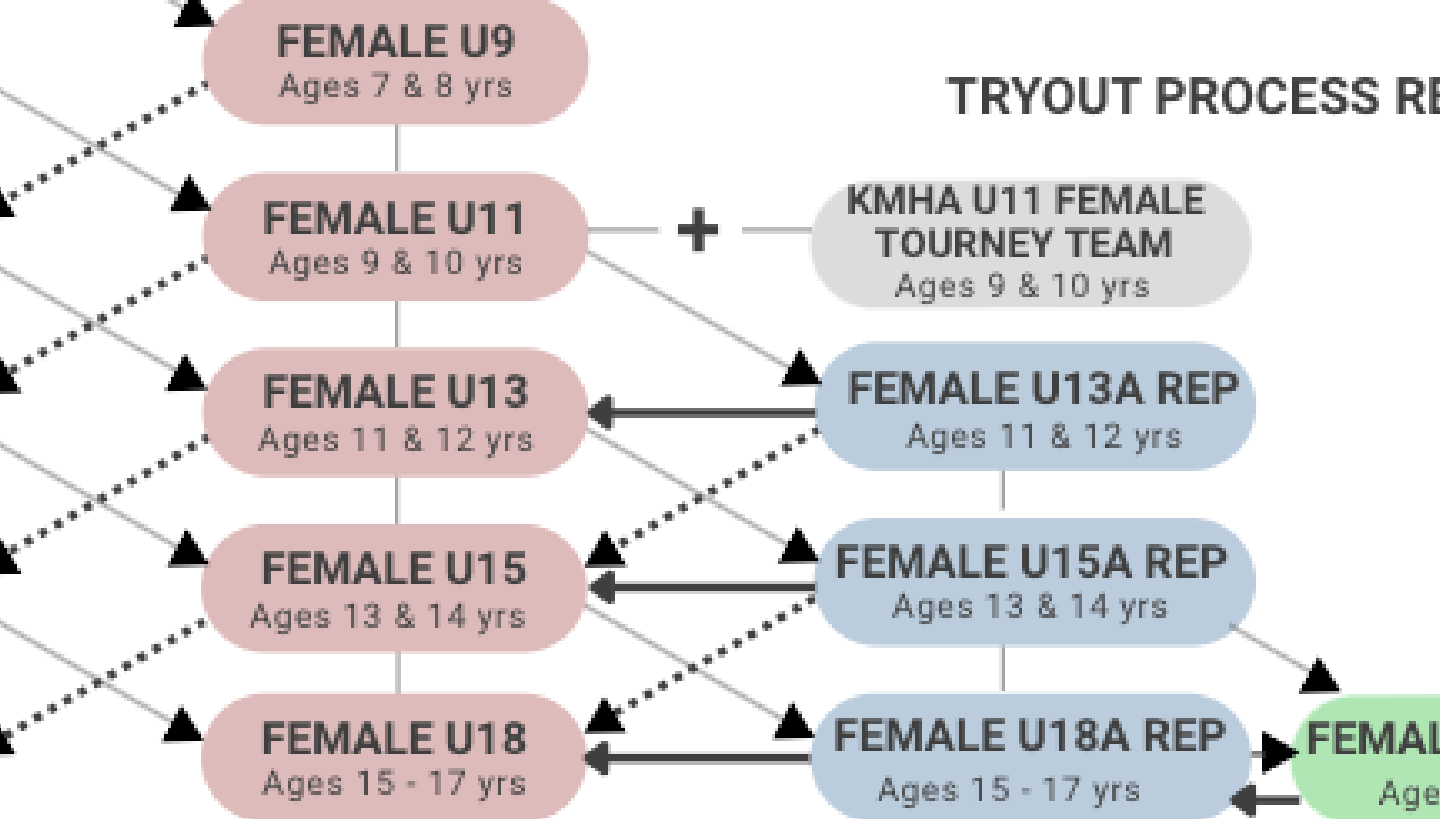 FEMALE U9
Ages 7 & 8 yrs
TRYOUT PROCESS
FEMALE U11
Ages 9 & 10 yrs
+
KMHA U11 FEMALE
TOURNEY TEAM
Ages 9 & 10 yrs
FEMALE U13
Ages 11 & 12 yrs
FEMALE U13A REP
Ages 11 & 12 yrs
FEMALE U15
Ages 13 & 14 yrs
FEMALE U15A REP
Ages 13 & 14 yrs
FEMALE U18
Ages 15 - 17 yrs
FEMALE U18A REP
Ages 15 - 17 yrs